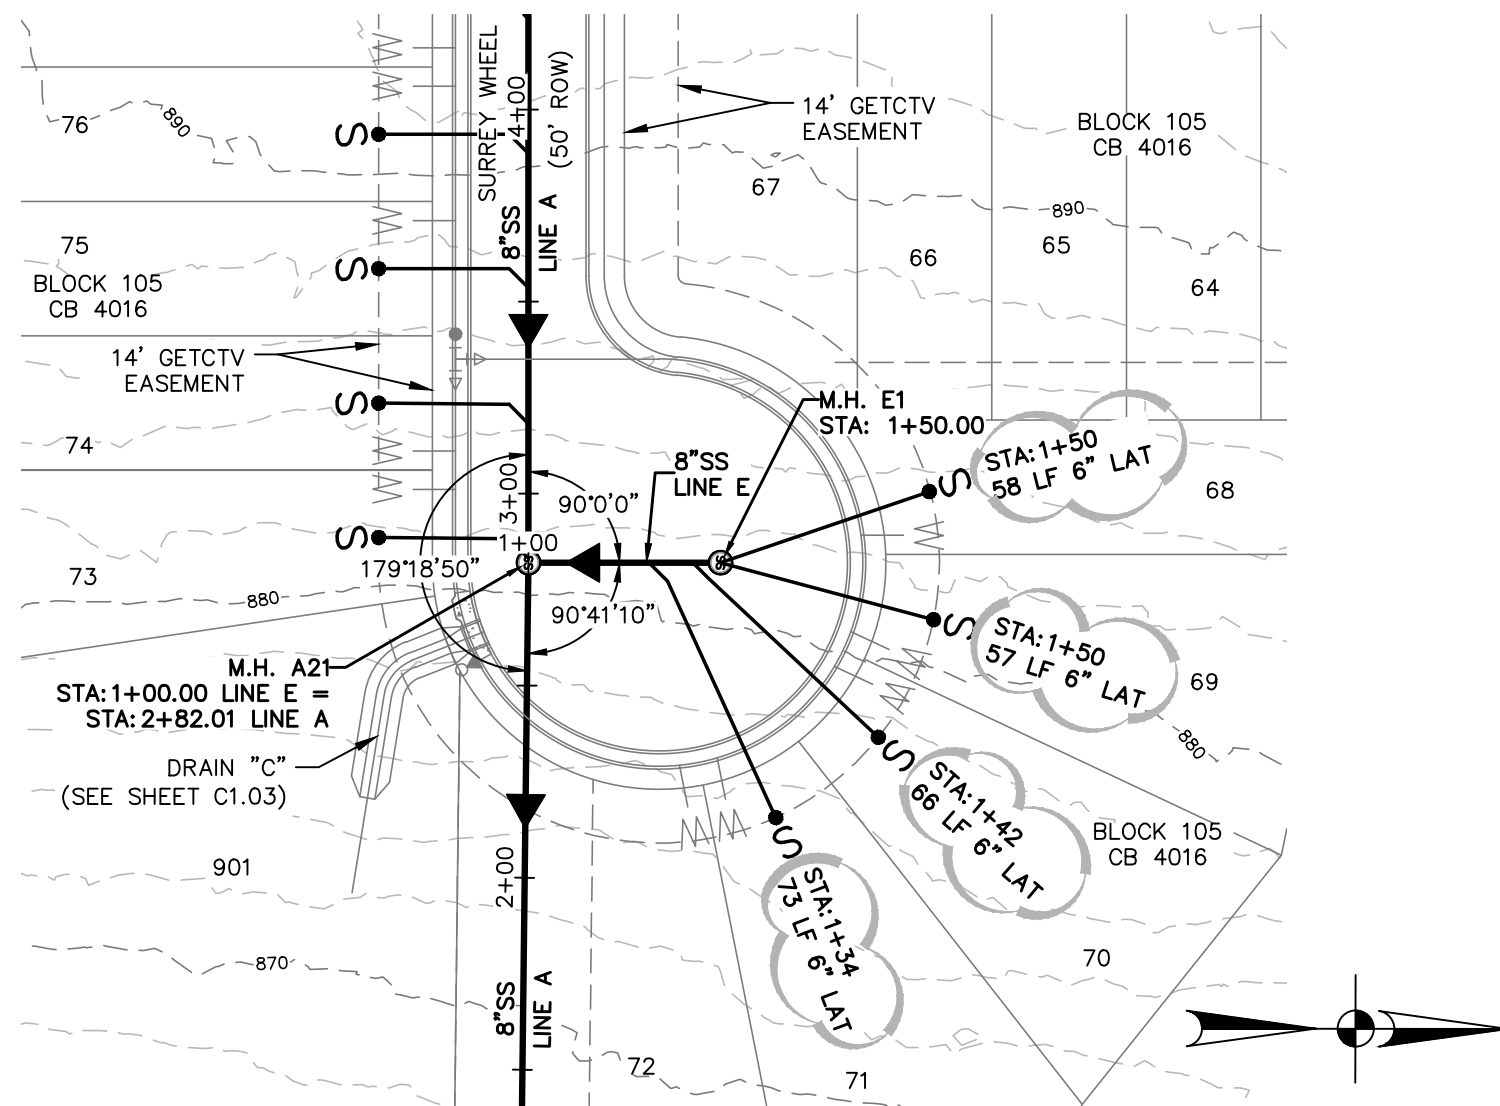 SURREY WHEEL
(50' ROW)
4+00
14' GETCTV
EASEMENT
BLOCK 105
CB 4016
76
890
S
67
890
66
65
64
8"SS
LINE A
75
BLOCK 105
CB 4016
S
14' GETCTV
EASEMENT
S
74
M.H. E1
STA: 1+50.00
8"SS
LINE E
STA:1+50
58 LF 6" LAT
S
68
3+00
90°0'0"
1+00
S
SS
SS
179°18'50"
73
880
90°41'10"
S
STA:1+50
57 LF 6" LAT
69
M.H. A21
STA:1+00.00 LINE E =
STA:2+82.01 LINE A
DRAIN "C"
(SEE SHEET C1.03)
880
S
STA:1+42
66 LF 6" LAT
BLOCK 105
CB 4016
S
STA:1+34
73 LF 6" LAT
901
2+00
870
70
8"SS
LINE A
72
71